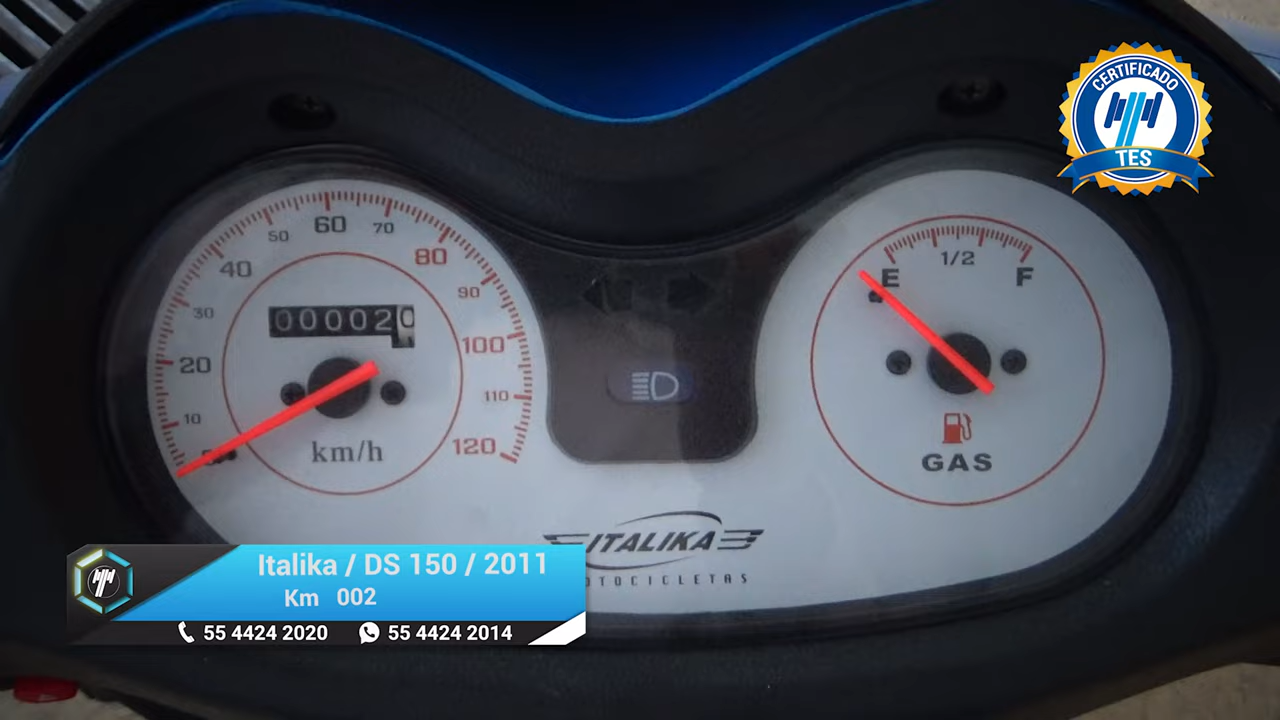 CERTIFICADO
TES
10
20
30
40
50
60
70
80
90
100
110
120
000020
km/h
E
1/2
F
GAS
ITALIKA
Italika / DS 150 / 2011
Km 002
55 4424 2020 55 4424 2014